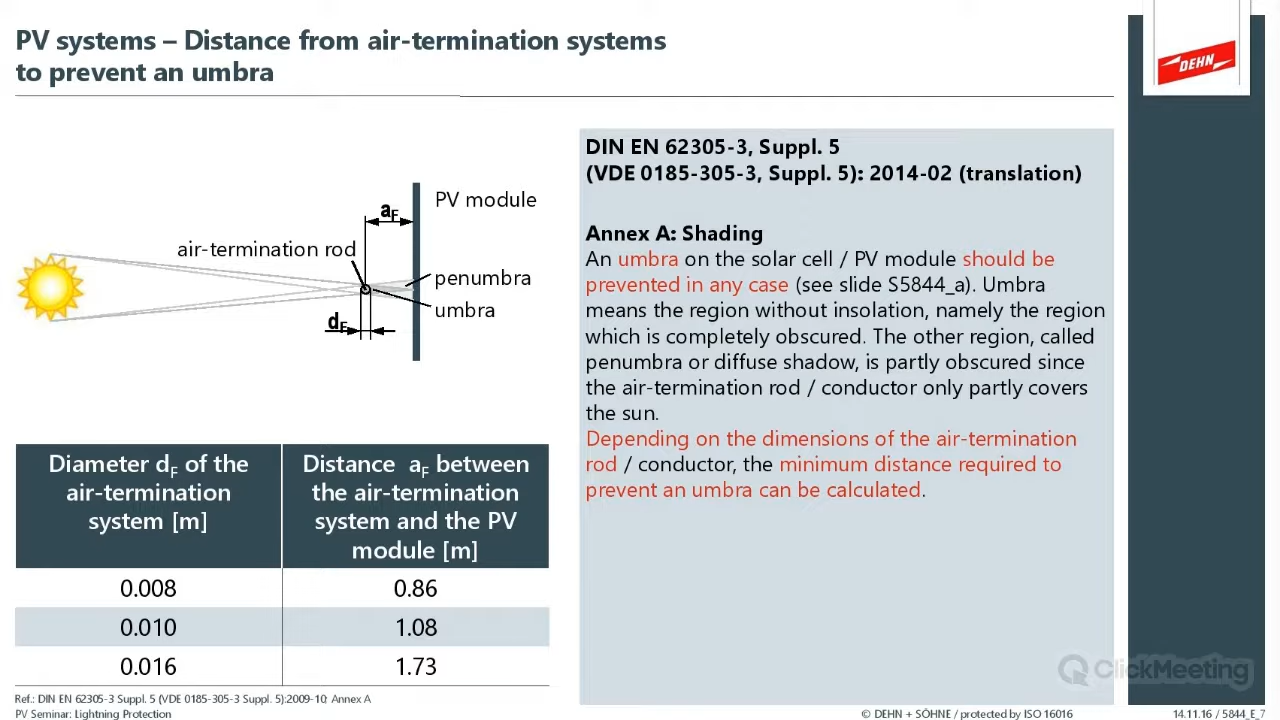 PV systems – Distance from air-termination systems
to prevent an umbra
DEHN
PV module
aF
air-termination rod
penumbra
umbra
dF
DIN EN 62305-3, Suppl. 5
(VDE 0185-305-3, Suppl. 5): 2014-02 (translation)
Annex A: Shading
An umbra on the solar cell / PV module should be
prevented in any case (see slide S5844_a). Umbra
means the region without insolation, namely the region
which is completely obscured. The other region, called
penumbra or diffuse shadow, is partly obscured since
the air-termination rod / conductor only partly covers
the sun.
Depending on the dimensions of the air-termination
rod / conductor, the minimum distance required to
prevent an umbra can be calculated.
Diameter dF of the
air-termination
system [m]
Distance aF between
the air-termination
system and the PV
module [m]
0.008 0.86
0.010 1.08
0.016 1.73
ClickMeeting
Ref.: DIN EN 62305-3 Suppl. 5 (VDE 0185-305-3 Suppl. 5):2009-10: Annex A
PV Seminar: Lightning Protection
© DEHN + SÖHNE / protected by ISO 16016
14.11.16 / 5844_E_7